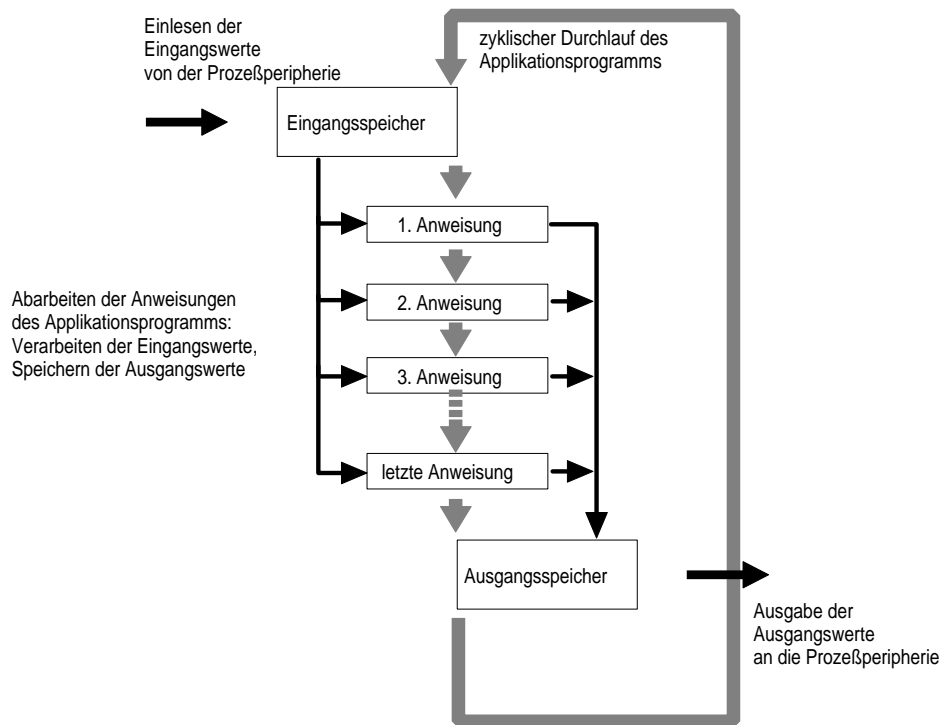 Einlesen der
Eingangswerte
von der Prozeßperipherie
zyklischer Durchlauf des
Applikationsprogramms
Eingangsspeicher
1. Anweisung
2. Anweisung
Abarbeiten der Anweisungen
des Applikationsprogramms:
Verarbeiten der Eingangswerte,
Speichern der Ausgangswerte
3. Anweisung
letzte Anweisung
Ausgangsspeicher
Ausgabe der
Ausgangswerte
an die Prozeßperipherie